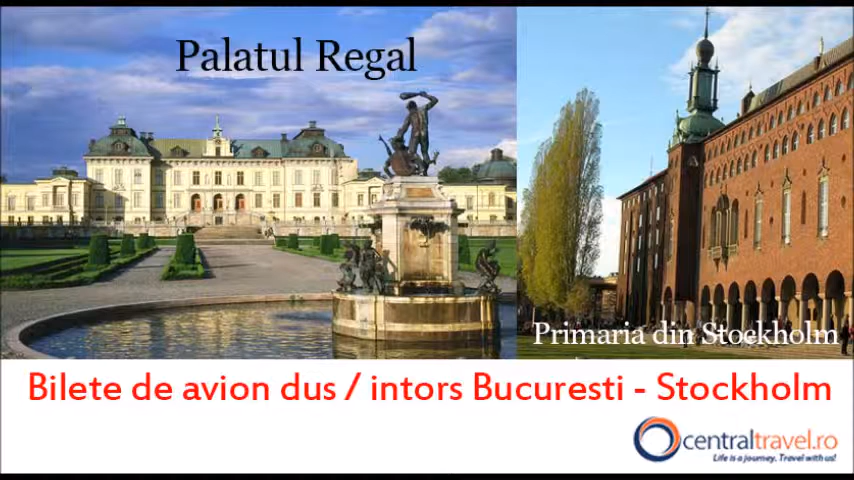 Palatul Regal
Primaria din Stockholm
Bilete de avion dus / intors Bucuresti - Stockholm
centraltravel.ro
Life is a journey. Travel with us!